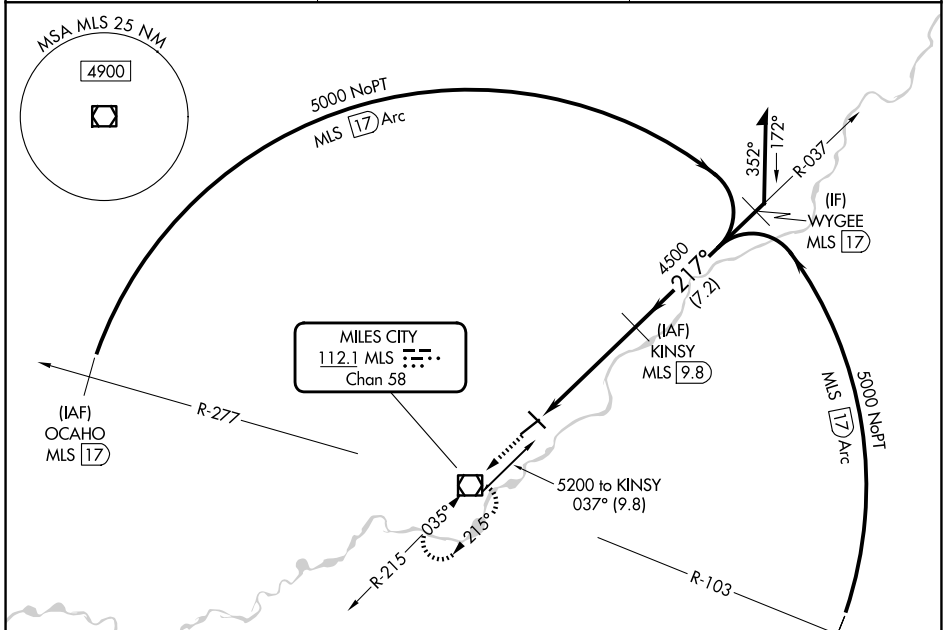 MSA MLS 25 NM
4900
5000 NoPT
MLS 17 Arc
352°
172°
R-037
(IF)
WYGEE
MLS 17
4500
217°
(7.2)
(IAF)
KINSY
MLS 9.8
MILES CITY
112.1 MLS
Chan 58
(IAF)
OCAHO
MLS 17
R-277
5000 NoPT
MLS 17 Arc
5200 to KINSY
037° (9.8)
035°
215°
R-215
R-103